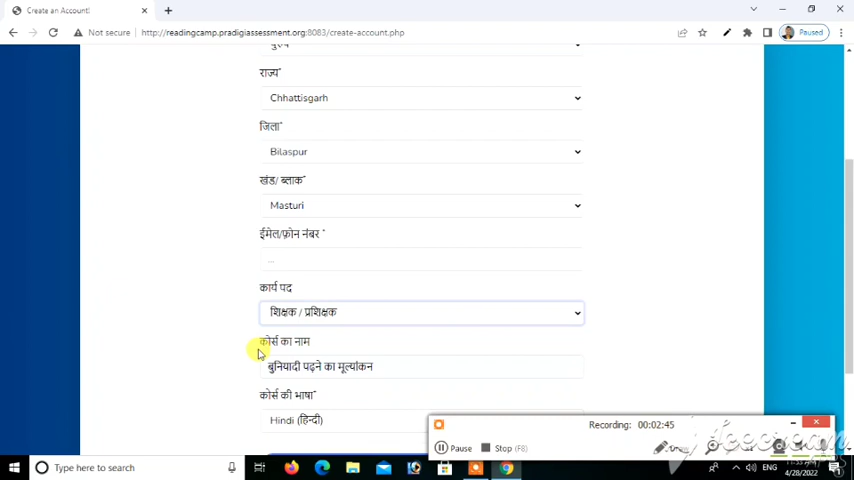 Create an Account!
Paused
Not secure
http://readingcamp.pradigiassessment.org:8083/create-account.php
पुरुष
राज्य*
Chhattisgarh
जिला*
Bilaspur
खंड/ ब्लाक*
Masturi
ईमेल/फ़ोन नंबर *
...
कार्य पद
शिक्षक / प्रशिक्षक
कोर्स का नाम
बुनियादी पढ़ने का मूल्यांकन
कोर्स की भाषा*
Hindi (हिन्दी)
Recording: 00:02:45
Pause
Stop (F8)
Type here to search
ENG
4/28/2022